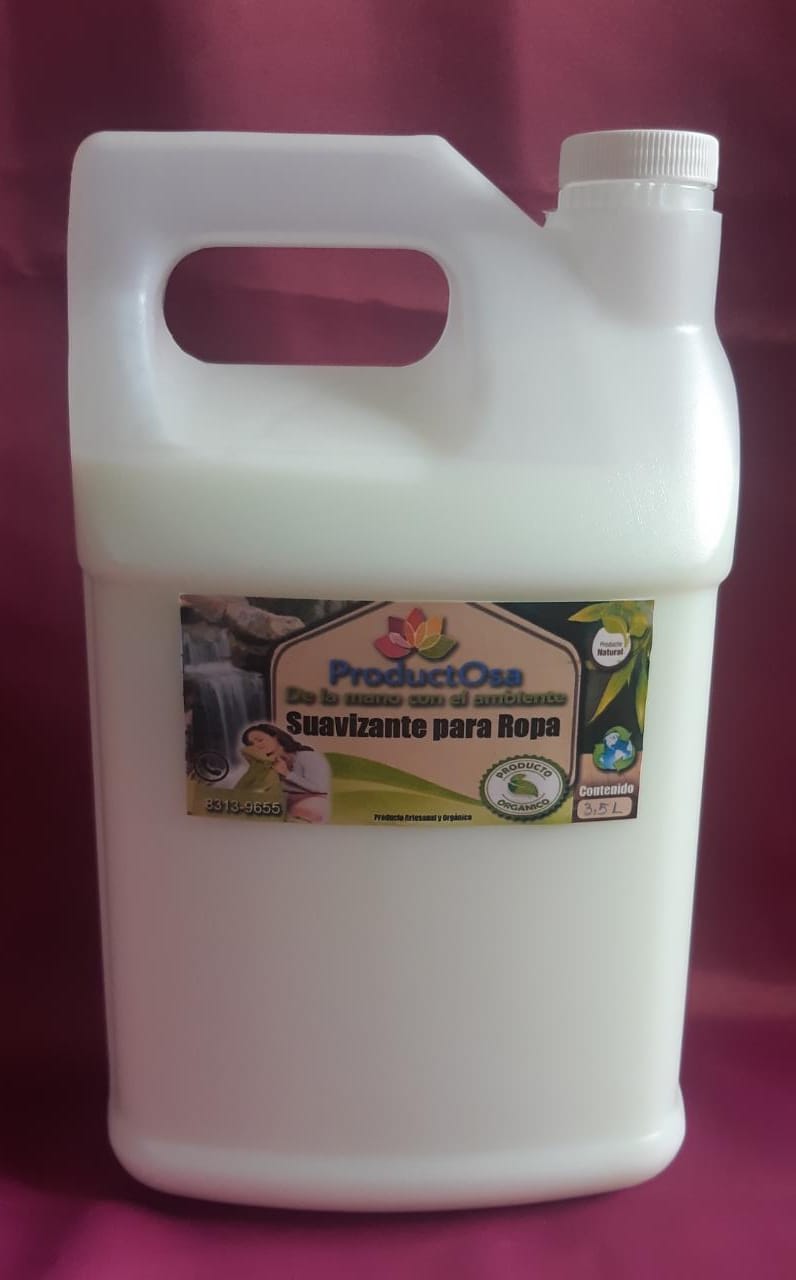 ProductOsa
De la mano con el ambiente
Suavizante para Ropa
Producto
Natural
PRODUCTO
ORGANICO
Contenido
3,5 L
8313-9655
Producto Artesanal y Orgánico